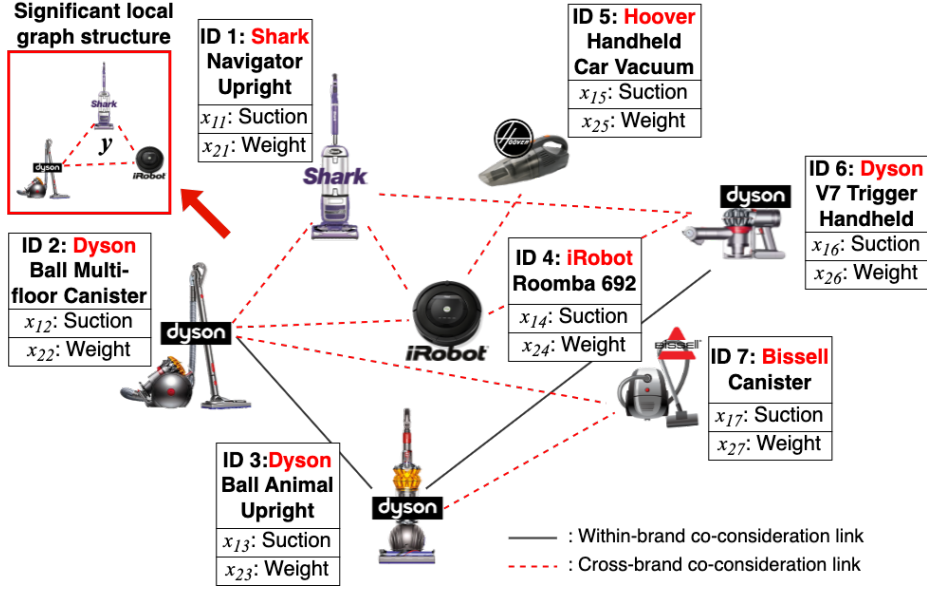 Significant local
graph structure
Shark
y
dyson
iRobot
ID 1: Shark
Navigator
Upright
x11: Suction
x21: Weight
Shark
ID 5: Hoover
Handheld
Car Vacuum
x15: Suction
x25: Weight
HOOVER
dyson
ID 6: Dyson
V7 Trigger
Handheld
x16: Suction
x26: Weight
ID 2: Dyson
Ball Multi-
floor Canister
x12: Suction
x22: Weight
dyson
ID 4: iRobot
Roomba 692
x14: Suction
x24: Weight
iRobot
BISSELL
ID 7: Bissell
Canister
x17: Suction
x27: Weight
ID 3:Dyson
Ball Animal
Upright
x13: Suction
x23: Weight
dyson
: Within-brand co-consideration link
: Cross-brand co-consideration link